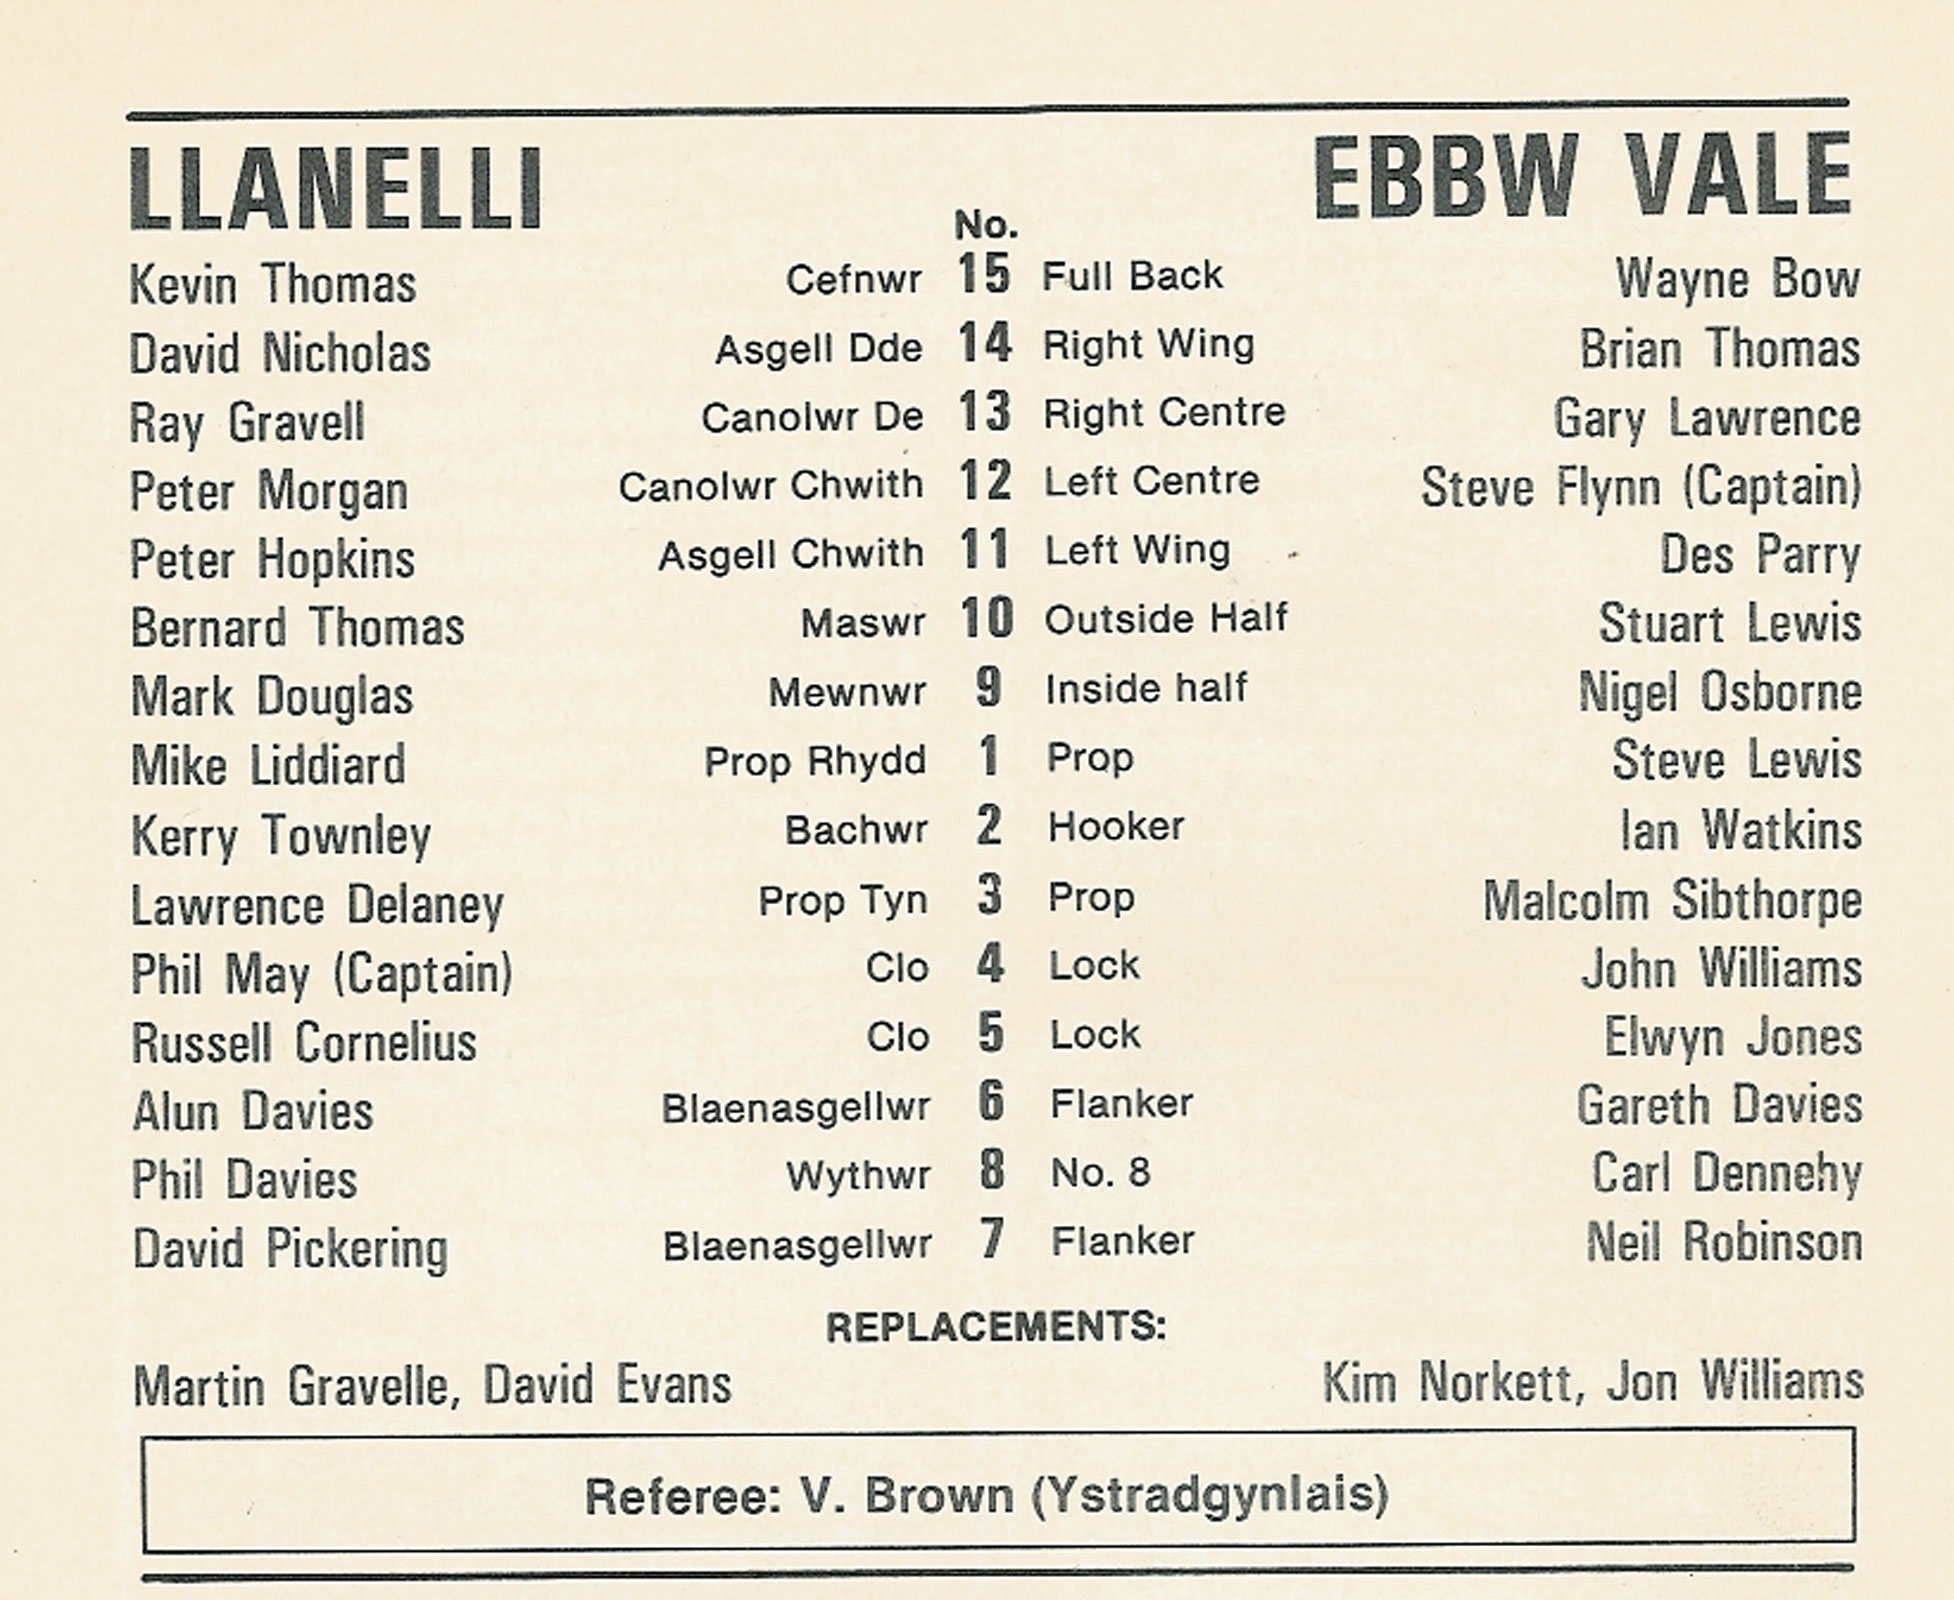 LLANELLI EBBW VALE
No.
Kevin Thomas Cefnwr 15 Full Back Wayne Bow
David Nicholas Asgell Dde 14 Right Wing Brian Thomas
Ray Gravell Canolwr De 13 Right Centre Gary Lawrence
Peter Morgan Canolwr Chwith 12 Left Centre Steve Flynn (Captain)
Peter Hopkins Asgell Chwith 11 Left Wing Des Parry
Bernard Thomas Maswr 10 Outside Half Stuart Lewis
Mark Douglas Mewnwr 9 Inside half Nigel Osborne
Mike Liddiard Prop Rhydd 1 Prop Steve Lewis
Kerry Townley Bachwr 2 Hooker Ian Watkins
Lawrence Delaney Prop Tyn 3 Prop Malcolm Sibthorpe
Phil May (Captain) Clo 4 Lock John Williams
Russell Cornelius Clo 5 Lock Elwyn Jones
Alun Davies Blaenasgellwr 6 Flanker Gareth Davies
Phil Davies Wythwr 8 No. 8 Carl Dennehy
David Pickering Blaenasgellwr 7 Flanker Neil Robinson
REPLACEMENTS:
Martin Gravelle, David Evans Kim Norkett, Jon Williams
Referee: V. Brown (Ystradgynlais)